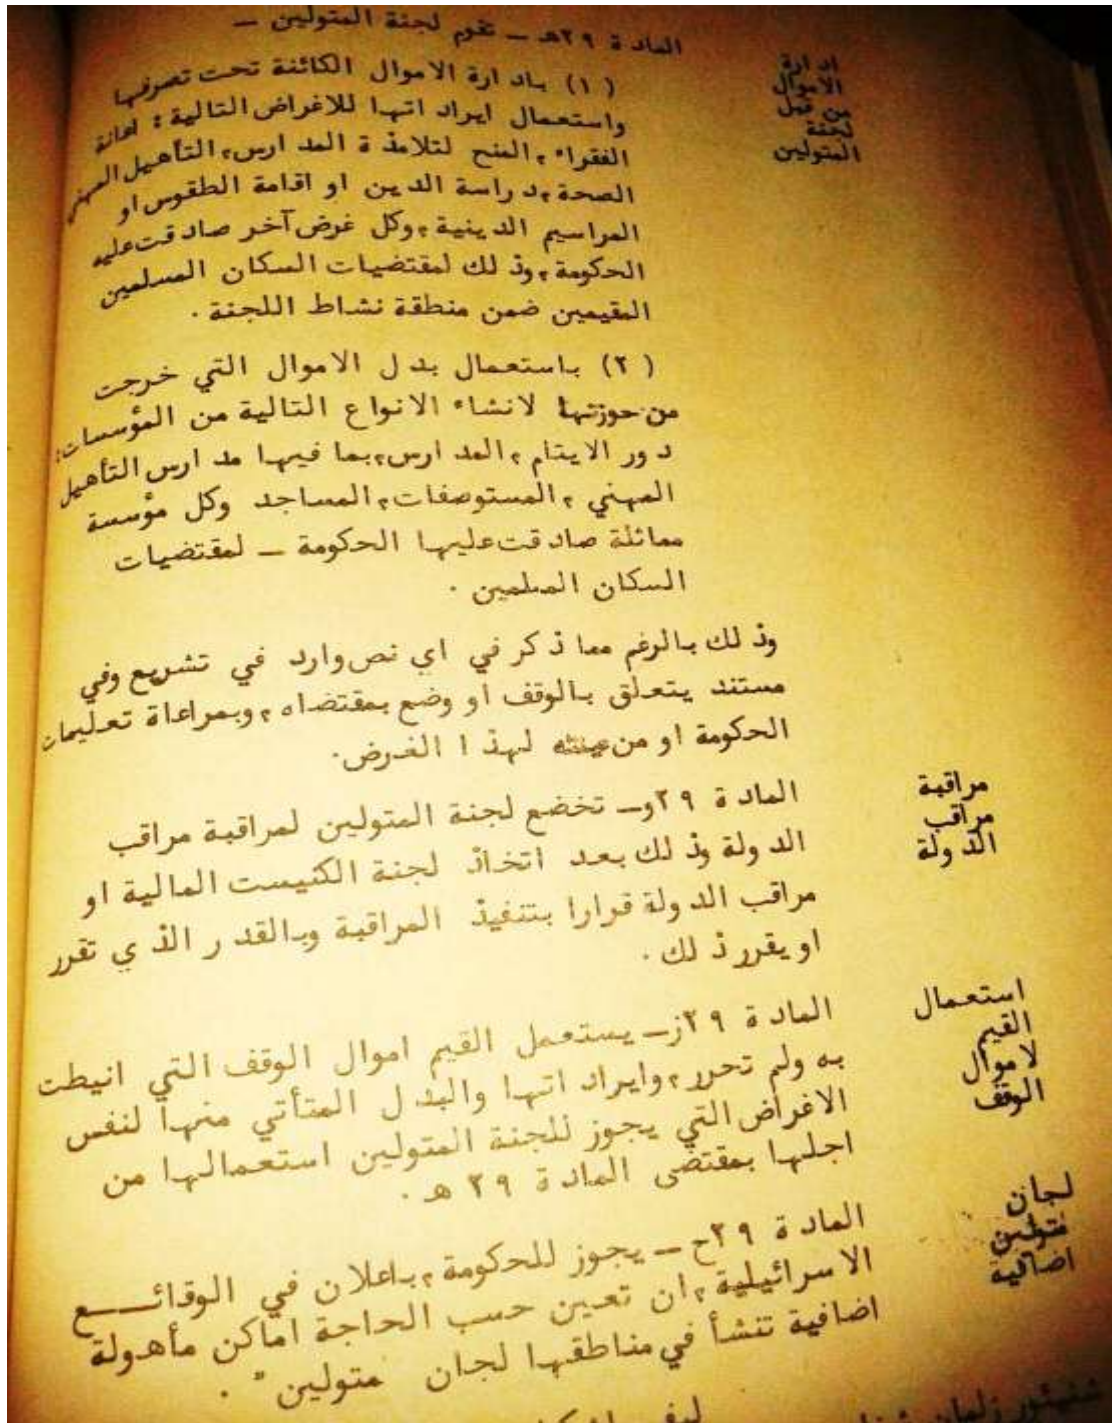 المادة ٢٩هـ ــ تقوم لجنة المتولين ــ
ادارة
الاموال
من قبل
لجنة
المتولين
(١) بادارة الاموال الكائنة تحت تصرفها
واستعمال ايراداتها للاغراض التالية: اعانة
الفقراء، المنح لتلامذة المدارس، التأهيل المهني
الصحة، دراسة الدين او اقامة الطقوس او
المراسيم الدينية، وكل غرض آخر صادقت عليه
الحكومة، وذلك لمقتضيات السكان المسلمين
المقيمين ضمن منطقة نشاط اللجنة .
(٢) باستعمال بدل الاموال التي خرجت
من حوزتها لانشاء الانواع التالية من المؤسسات:
دور الايتام، المدارس، بما فيها مدارس التأهيل
المهني، المستوصفات، المساجد وكل مؤسسة
مماثلة صادقت عليها الحكومة ــ لمقتضيات
السكان المسلمين .
وذلك بالرغم مما ذكر في اي نص وارد في تشريع وفي
مستند يتعلق بالوقف او وضع بمقتضاه، وبمراعاة تعليمات
الحكومة او من عينته لهذا الغرض.
مراقبة
مراقب
الدولة
المادة ٢٩وــ تخضع لجنة المتولين لمراقبة مراقب
الدولة وذلك بعد اتخاذ لجنة الكنيست المالية او
مراقب الدولة قرارا بتنفيذ المراقبة وبالقدر الذي تقرر
او يقرر ذلك .
استعمال
القيم
لاموال
الوقف
المادة ٢٩زــ يستعمل القيم اموال الوقف التي انيطت
به ولم تحرر، وايراداتها والبدل المتأتي منها لنفس
الاغراض التي يجوز للجنة المتولين استعمالها من
اجلها بمقتضى المادة ٢٩ هـ .
لجان
متولين
اضافية
المادة ٢٩ح ــ يجوز للحكومة، باعلان في الوقائــــع
الاسرائيلية، ان تعين حسب الحاجة اماكن مأهولة
اضافية تنشأ في مناطقها لجان متولين" .